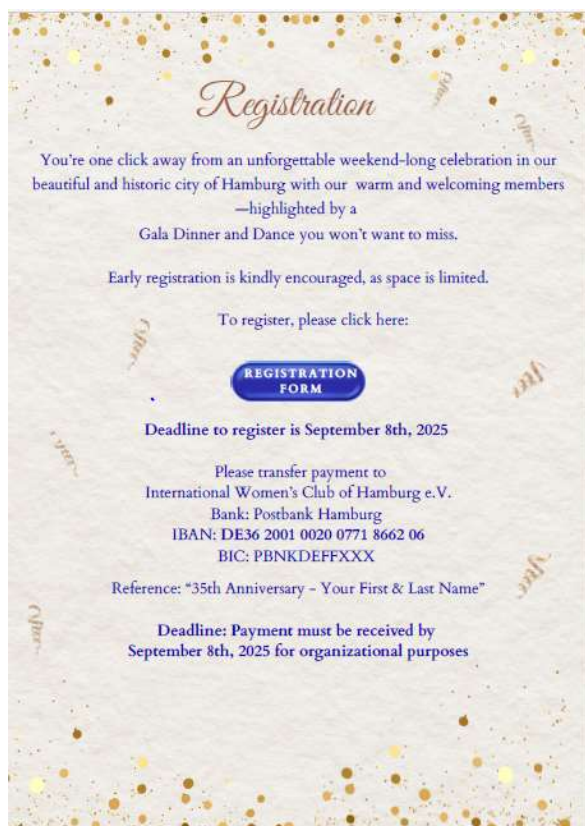 Registration
You're one click away from an unforgettable weekend-long celebration in our
beautiful and historic city of Hamburg with our warm and welcoming members
—highlighted by a
Gala Dinner and Dance you won't want to miss.
Early registration is kindly encouraged, as space is limited.
To register, please click here:
REGISTRATION
FORM
Deadline to register is September 8th, 2025
Please transfer payment to
International Women's Club of Hamburg e.V.
Bank: Postbank Hamburg
IBAN: DE36 2001 0020 0771 8662 06
BIC: PBNKDEFFXXX
Reference: “35th Anniversary - Your First & Last Name”
Deadline: Payment must be received by
September 8th, 2025 for organizational purposes